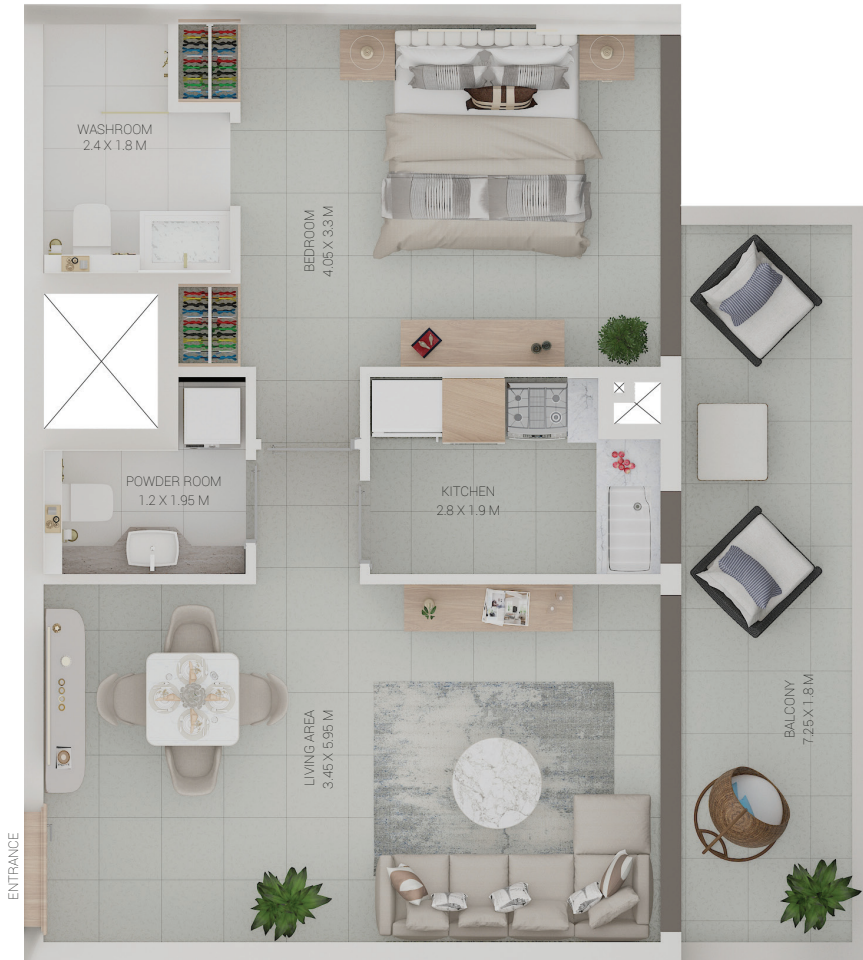 WASHROOM
2.4 X 1.8 M
BEDROOM
4.05 X 3.3 M
POWDER ROOM
1.2 X 1.95 M
KITCHEN
2.8 X 1.9 M
LIVING AREA
3.45 X 5.95 M
BALCONY
7.25 X 1.8 M
ENTRANCE